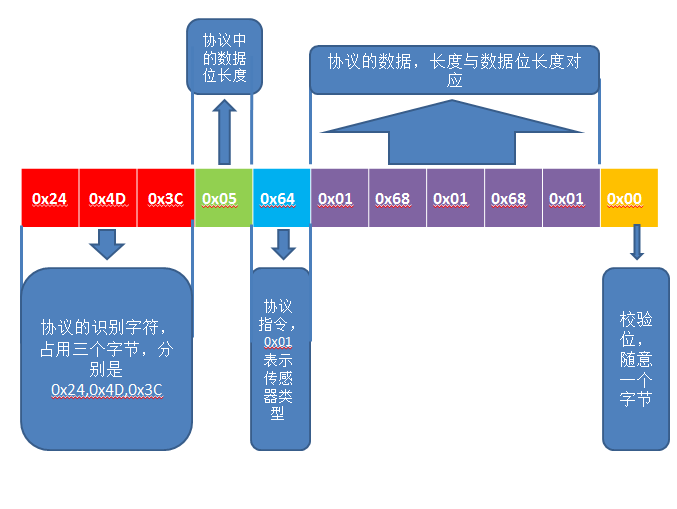 协议中
的数据
位长度
协议的数据，长度与数据位长度对
应
0x24 0x4D 0x3C 0x05 0x64 0x01 0x68 0x01 0x68 0x01 0x00
协议的识别字符，
占用三个字节，分
别是
0x24,0x4D,0x3C
协议
指令，
0x01
表示
传感
器类
型
校验
位，
随意
一个
字节